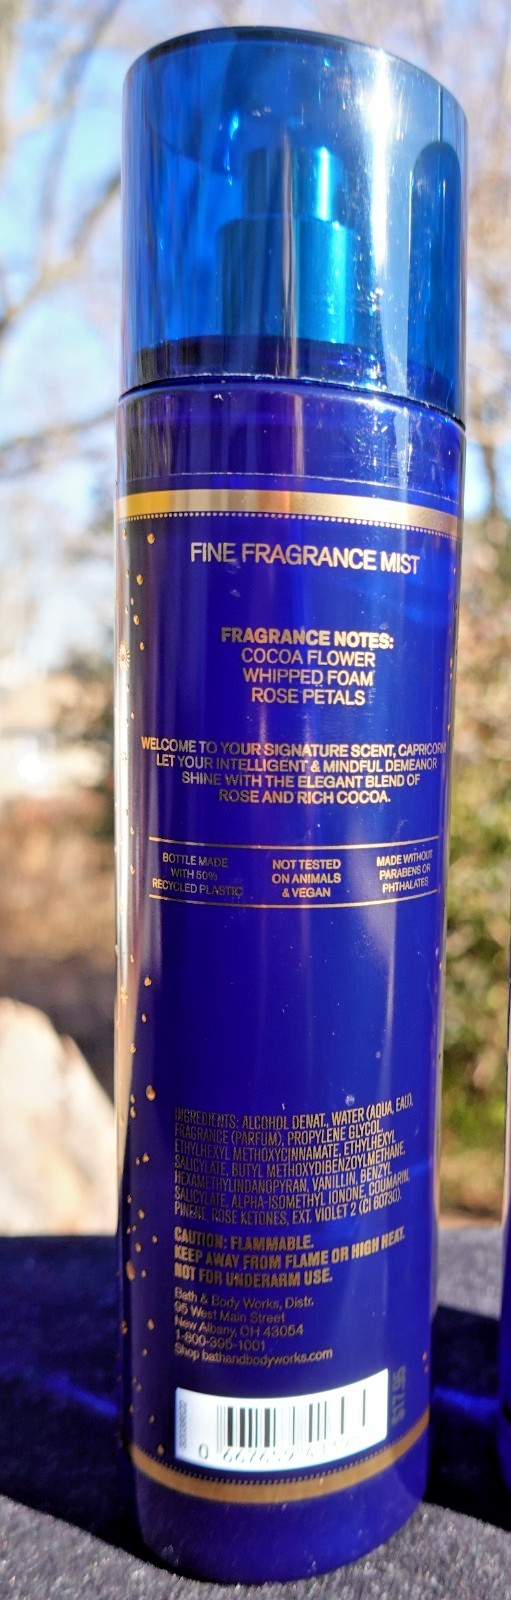 FINE FRAGRANCE MIST
FRAGRANCE NOTES:
COCOA FLOWER
WHIPPED FOAM
ROSE PETALS
WELCOME TO YOUR SIGNATURE SCENT, CAPRICORN!
LET YOUR INTELLIGENT & MINDFUL DEMEANOR
SHINE WITH THE ELEGANT BLEND OF
ROSE AND RICH COCOA.
BOTTLE MADE
WITH 50%
RECYCLED PLASTIC
NOT TESTED
ON ANIMALS
& VEGAN
MADE WITHOUT
PARABENS OR
PHTHALATES
INGREDIENTS: ALCOHOL DENAT., WATER (AQUA, EAU),
FRAGRANCE (PARFUM), PROPYLENE GLYCOL,
ETHYLHEXYL METHOXYCINNAMATE, ETHYLHEXYL
SALICYLATE, BUTYL METHOXYDIBENZOYLMETHANE,
HEXAMETHYLINDANOPYRAN, VANILLIN, BENZYL
SALICYLATE, ALPHA-ISOMETHYL IONONE, COUMARIN,
PINENE, ROSE KETONES, EXT. VIOLET 2 (CI 60730).
CAUTION: FLAMMABLE.
KEEP AWAY FROM FLAME OR HIGH HEAT.
NOT FOR UNDERARM USE.
Bath & Body Works, Distr.
95 West Main Street
New Albany, OH 43054
1-800-395-1001
Shop bathandbodyworks.com
$17.95